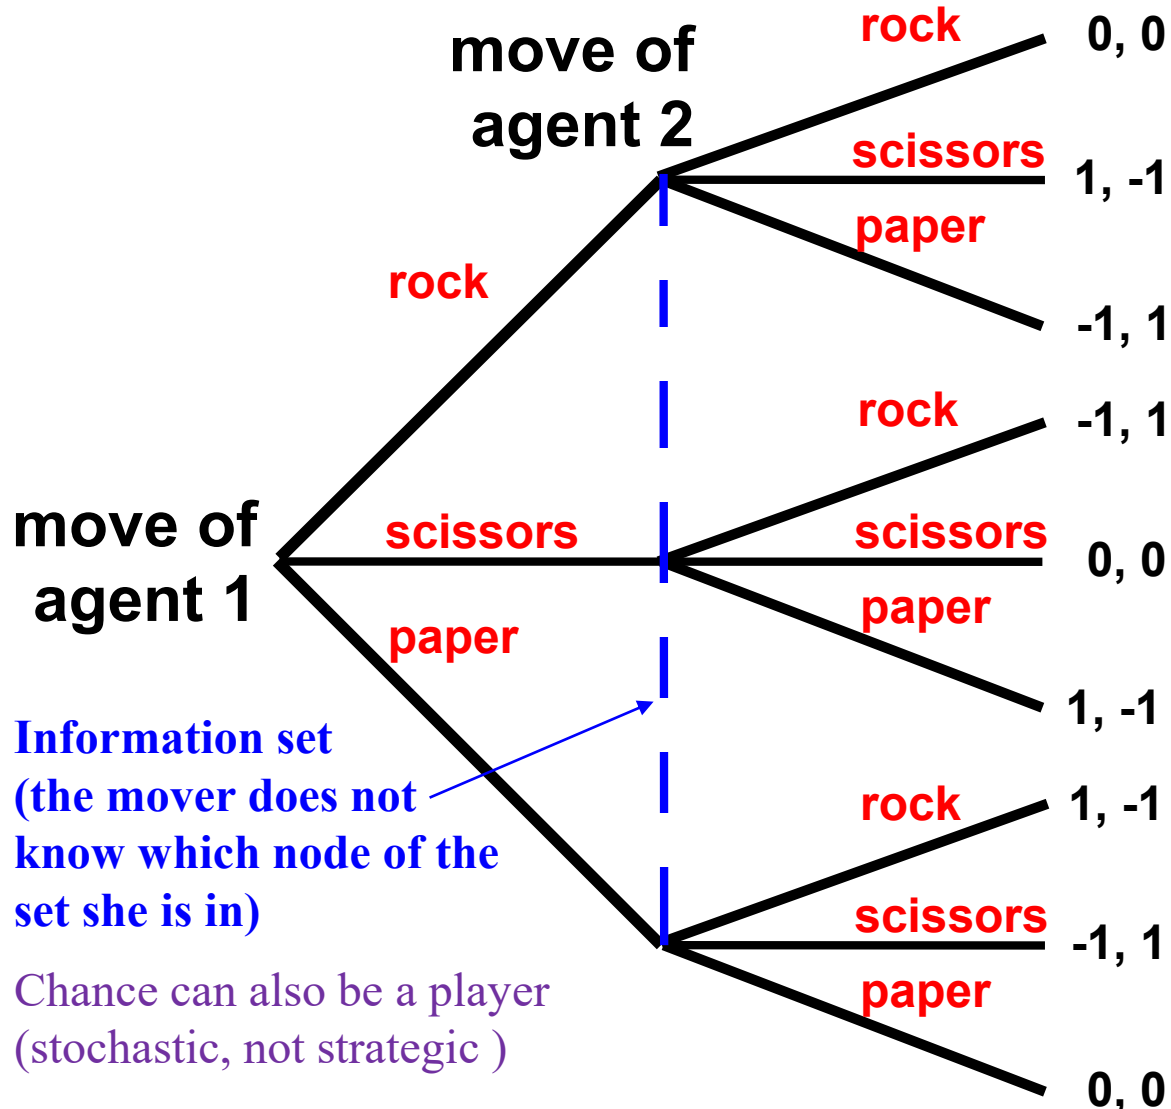 move of
agent 2
rock
0, 0
scissors
1, -1
paper
-1, 1
rock
rock
-1, 1
move of
agent 1
scissors
scissors
0, 0
paper
paper
1, -1
Information set
(the mover does not
know which node of the
set she is in)
rock
1, -1
scissors
-1, 1
paper
0, 0
Chance can also be a player
(stochastic, not strategic )